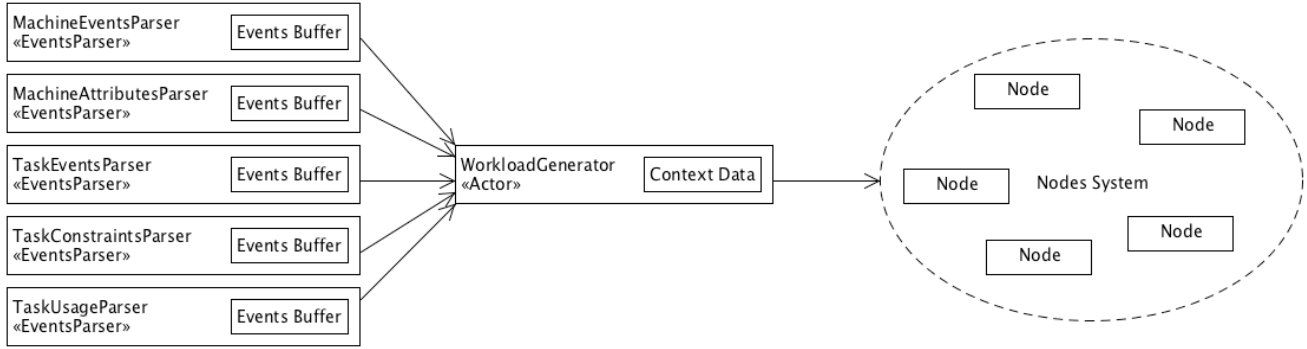 MachineEventsParser
«EventsParser»
Events Buffer
MachineAttributesParser
«EventsParser»
Events Buffer
TaskEventsParser
«EventsParser»
Events Buffer
TaskConstraintsParser
«EventsParser»
Events Buffer
TaskUsageParser
«EventsParser»
Events Buffer
WorkloadGenerator
«Actor»
Context Data
Node
Node
Node
Nodes System
Node
Node